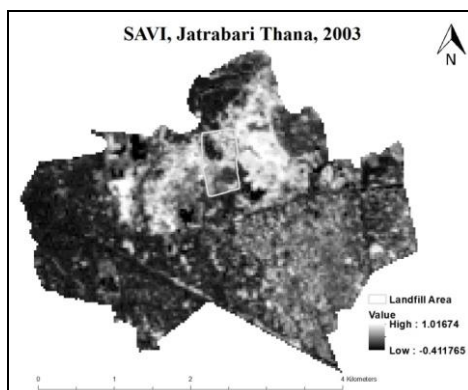 SAVI, Jatrabari Thana, 2003
N
Landfill Area
Value
High : 1.01674
Low : -0.411765
0 1 2 4 Kilometers